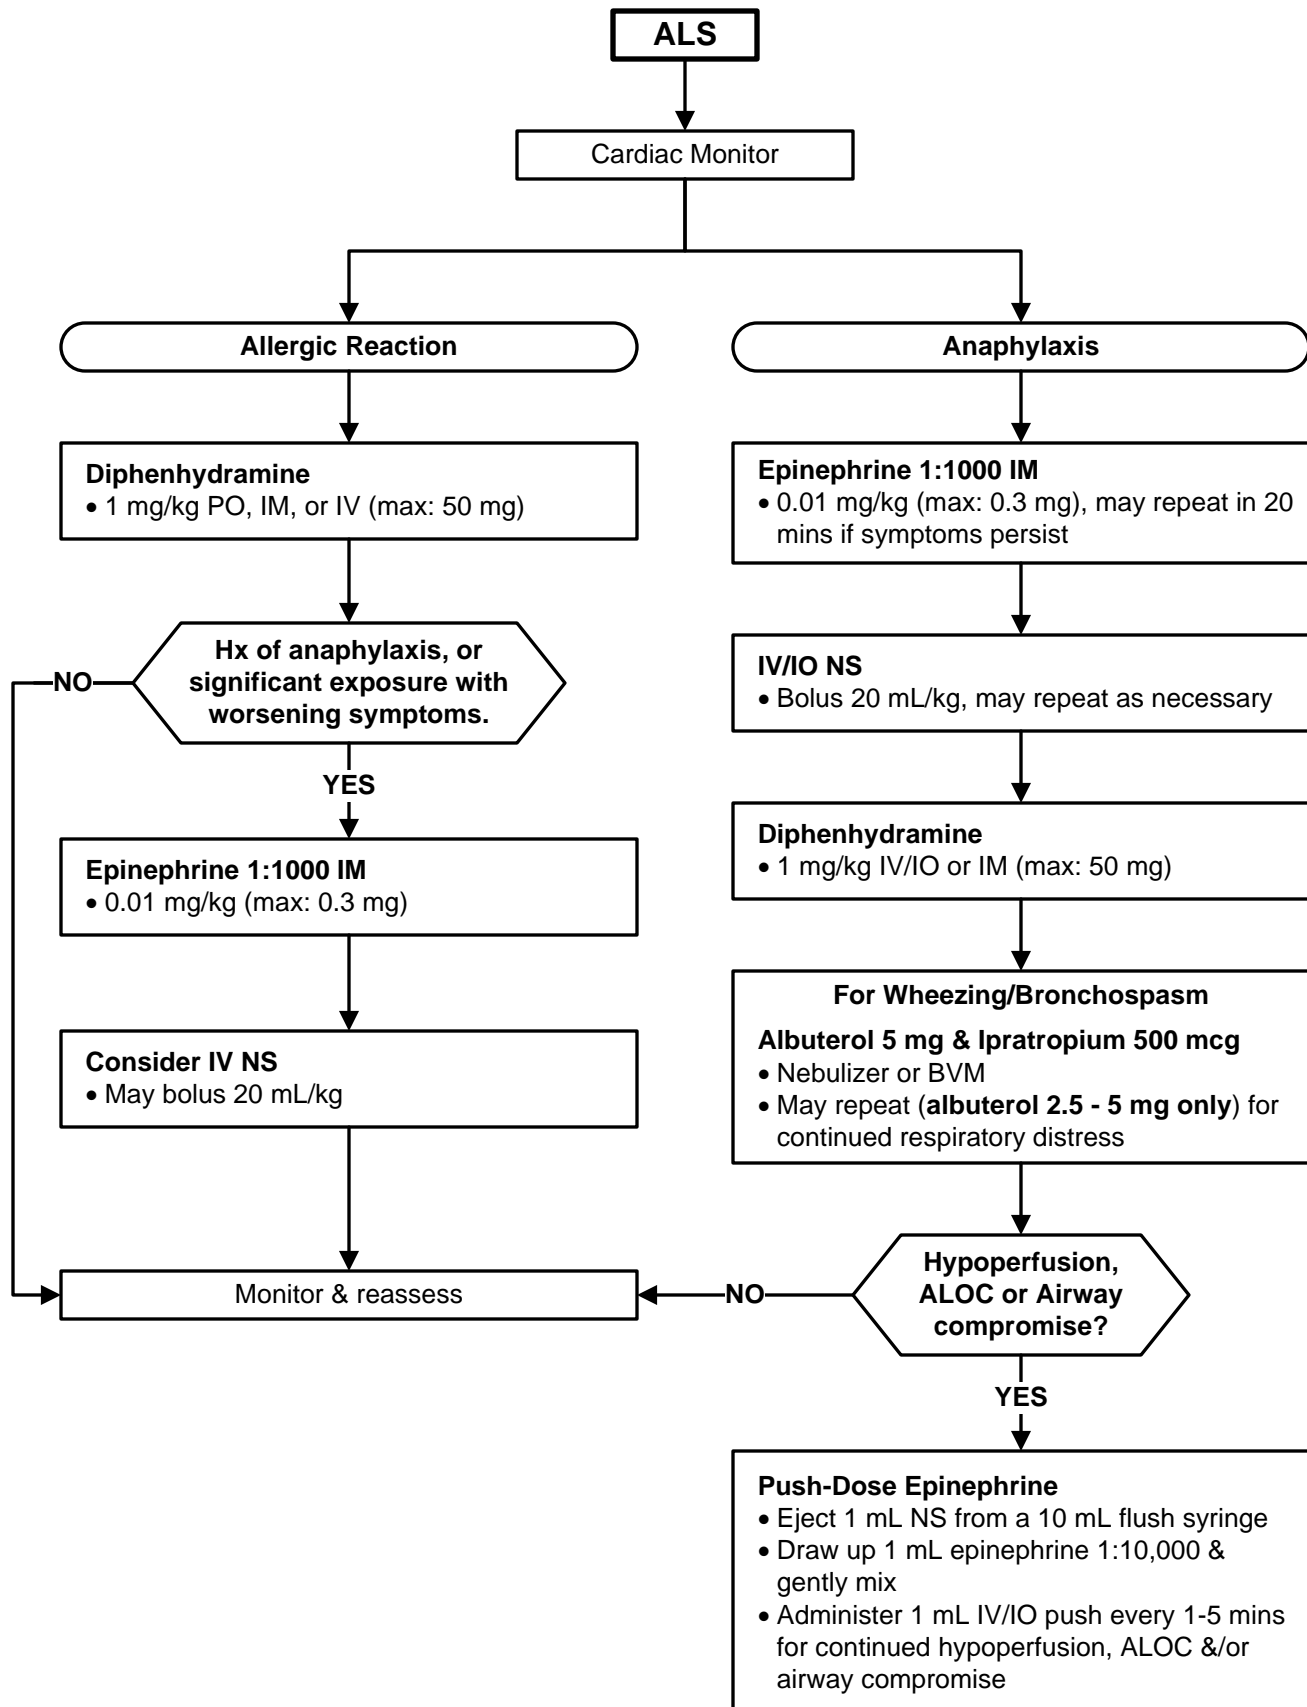 ALS
Cardiac Monitor
Allergic Reaction
Diphenhydramine
• 1 mg/kg PO, IM, or IV (max: 50 mg)
Hx of anaphylaxis, or
significant exposure with
worsening symptoms.
NO
YES
Epinephrine 1:1000 IM
• 0.01 mg/kg (max: 0.3 mg)
Consider IV NS
• May bolus 20 mL/kg
Monitor & reassess
Anaphylaxis
Epinephrine 1:1000 IM
• 0.01 mg/kg (max: 0.3 mg), may repeat in 20
mins if symptoms persist
IV/IO NS
• Bolus 20 mL/kg, may repeat as necessary
Diphenhydramine
• 1 mg/kg IV/IO or IM (max: 50 mg)
For Wheezing/Bronchospasm
Albuterol 5 mg & Ipratropium 500 mcg
• Nebulizer or BVM
• May repeat (albuterol 2.5 - 5 mg only) for
continued respiratory distress
Hypoperfusion,
ALOC or Airway
compromise?
NO
YES
Push-Dose Epinephrine
• Eject 1 mL NS from a 10 mL flush syringe
• Draw up 1 mL epinephrine 1:10,000 &
gently mix
• Administer 1 mL IV/IO push every 1-5 mins
for continued hypoperfusion, ALOC &/or
airway compromise